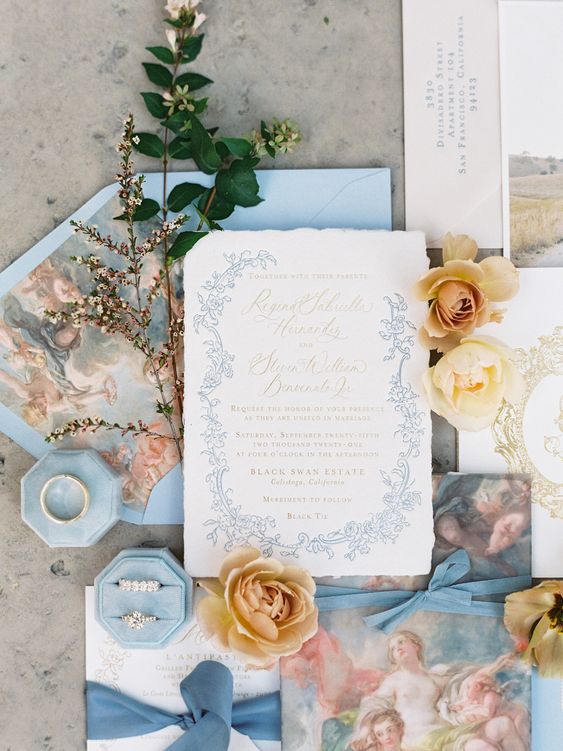 3830
Divisadero Street
Apartment 104
San Francisco, California
94123
Together with their parents
Regina Gabriella
Hernandez
and
Steven William
Benvenuto Jr
request the honor of your presence
as they are united in marriage
Saturday, September twenty-fifth
two thousand twenty-one
at four o'clock in the afternoon
Black Swan Estate
Calistoga, California
Merriment to follow
Black Tie
L'Antipasto